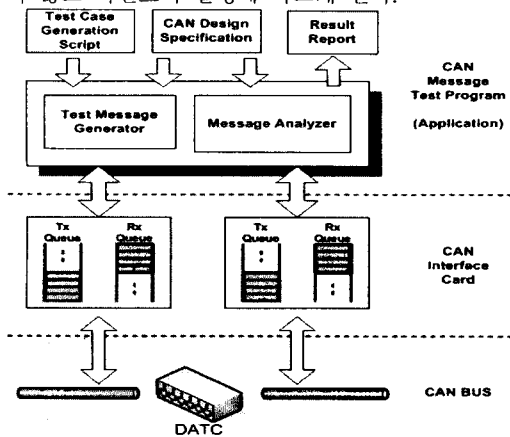 Test Case
Generation
Script
CAN Design
Specification
Result
Report
CAN
Message
Test Program
(Application)
Test Message
Generator
Message Analyzer
Tx
Queue
Rx
Queue
Tx
Queue
Rx
Queue
CAN
Interface
Card
CAN BUS
DATC